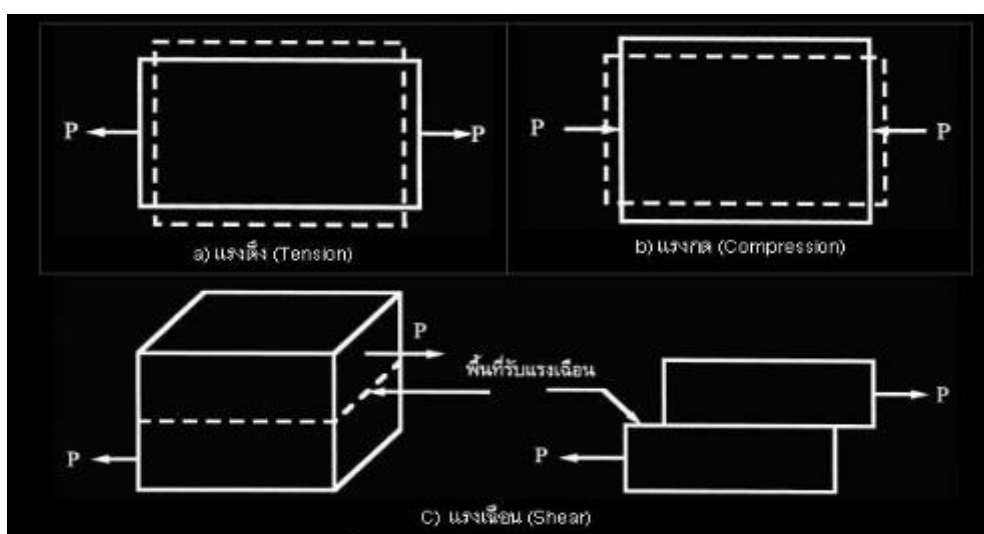 P
P
a) แรงดึง (Tension)
P
P
b) แรงกด (Compression)
P
P
พื้นที่รับแรงเฉือน
P
P
C) แรงเฉือน (Shear)